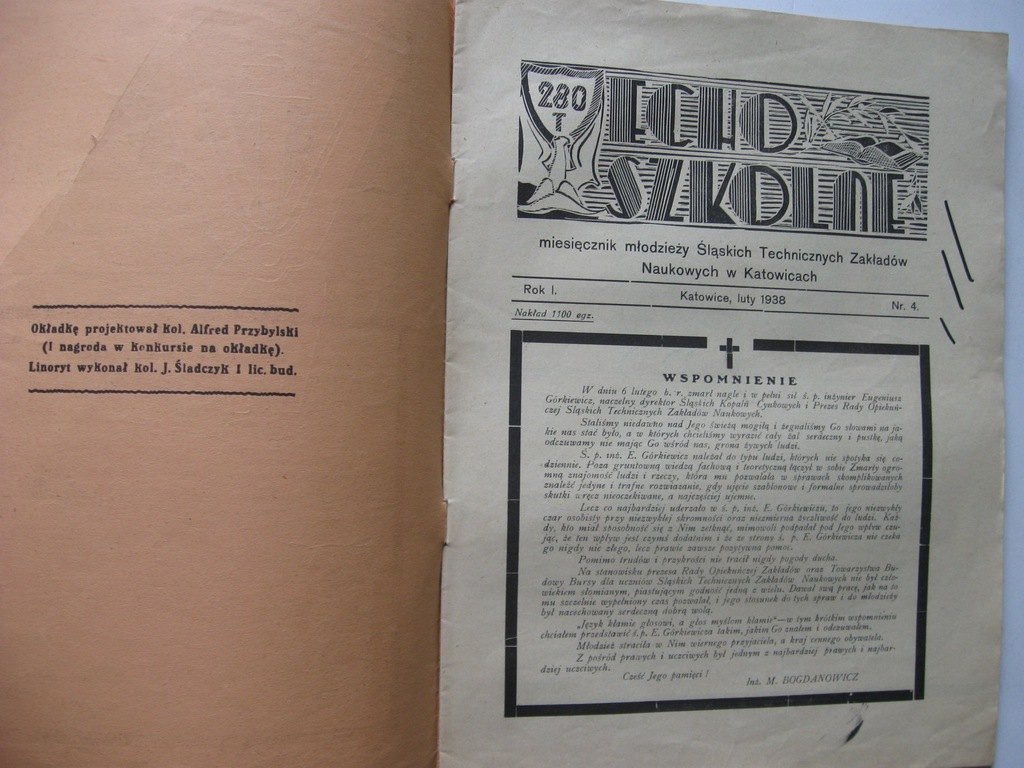 Okładkę projektował Kol. Alfred Przybylski
(I nagroda w Konkursie na okładkę).
Linoryt wykonał kol. J. Śladczyk I lic. bud.
280
T
ECHO
SZKOLNE
miesięcznik młodzieży Śląskich Technicznych Zakładów
Naukowych w Katowicach
Rok I.
Katowice, luty 1938
Nr. 4.
Nakład 1100 egz.
WSPOMNIENIE
W dniu 6 lutego b. r. zmarł nagle i w pełni sił ś. p. inżynier Eugeniusz
Górkiewicz, naczelny dyrektor Śląskich Kopalń Cynkowych i Prezes Rady Opiekuń-
czej Śląskich Technicznych Zakładów Naukowych.
Staliśmy niedawno nad Jego świeżą mogiłą i żegnaliśmy Go słowami na ja-
kie nas stać było, a w których chcieliśmy wyrazić cały żal serdeczny i pustkę, jaką
odczuwamy nie mając Go wśród nas, grona żywych ludzi.
Ś. p. inż. E. Górkiewicz należał do typu ludzi, których nie spotyka się co-
dziennie. Poza gruntowną wiedzą fachową i teoretyczną łączył w sobie Zmarły ogro-
mną znajomość ludzi i rzeczy, która mu pozwalała w sprawach skomplikowanych
znaleźć jedyne i trafne rozwiązanie, gdy ujęcie szablonowe i formalne sprowadziłoby
skutki wręcz nieoczekiwane, a najczęściej ujemne.
Lecz co najbardziej uderzało w ś. p. inż. E. Górkiewiczu, to jego niezwykły
czar osobisty przy niezwykłej skromności oraz niezmierna życzliwość do ludzi. Każ-
dy, kto miał sposobność się z Nim zetknąć, mimowoli podpadał pod Jego wpływ czu-
jąc, że ten wpływ jest czymś dodatnim i że ze strony ś. p. E. Górkiewicza nie czeka
go nigdy nic złego, lecz prawie zawsze pozytywna pomoc.
Pomimo trudów i przykrości nie tracił nigdy pogody ducha.
Na stanowisku prezesa Rady Opiekuńczej Zakładów oraz Towarzystwa Bu-
dowy Bursy dla uczniów Śląskich Technicznych Zakładów Naukowych nie był czło-
wiekiem słomianym, piastującym godność jedną z wielu. Dawał swą pracę, jak na to
mu szczelnie wypełniony czas pozwalał, i jego stosunek do tych spraw i do młodzieży
był nacechowany serdeczną dobrą wolą.
„Język kłamie głosowi, a głos myślom kłamie“—w tym krótkim wspomnieniu
chciałem przedstawić ś. p. E. Górkiewicza takim, jakim Go znałem i odczuwałem.
Młodzież straciła w Nim wiernego przyjaciela, a kraj cennego obywatela.
Z pośród prawych i uczciwych był jednym z najbardziej prawych i najbar-
dziej uczciwych.
Cześć Jego pamięci !
Inż. M. BOGDANOWICZ